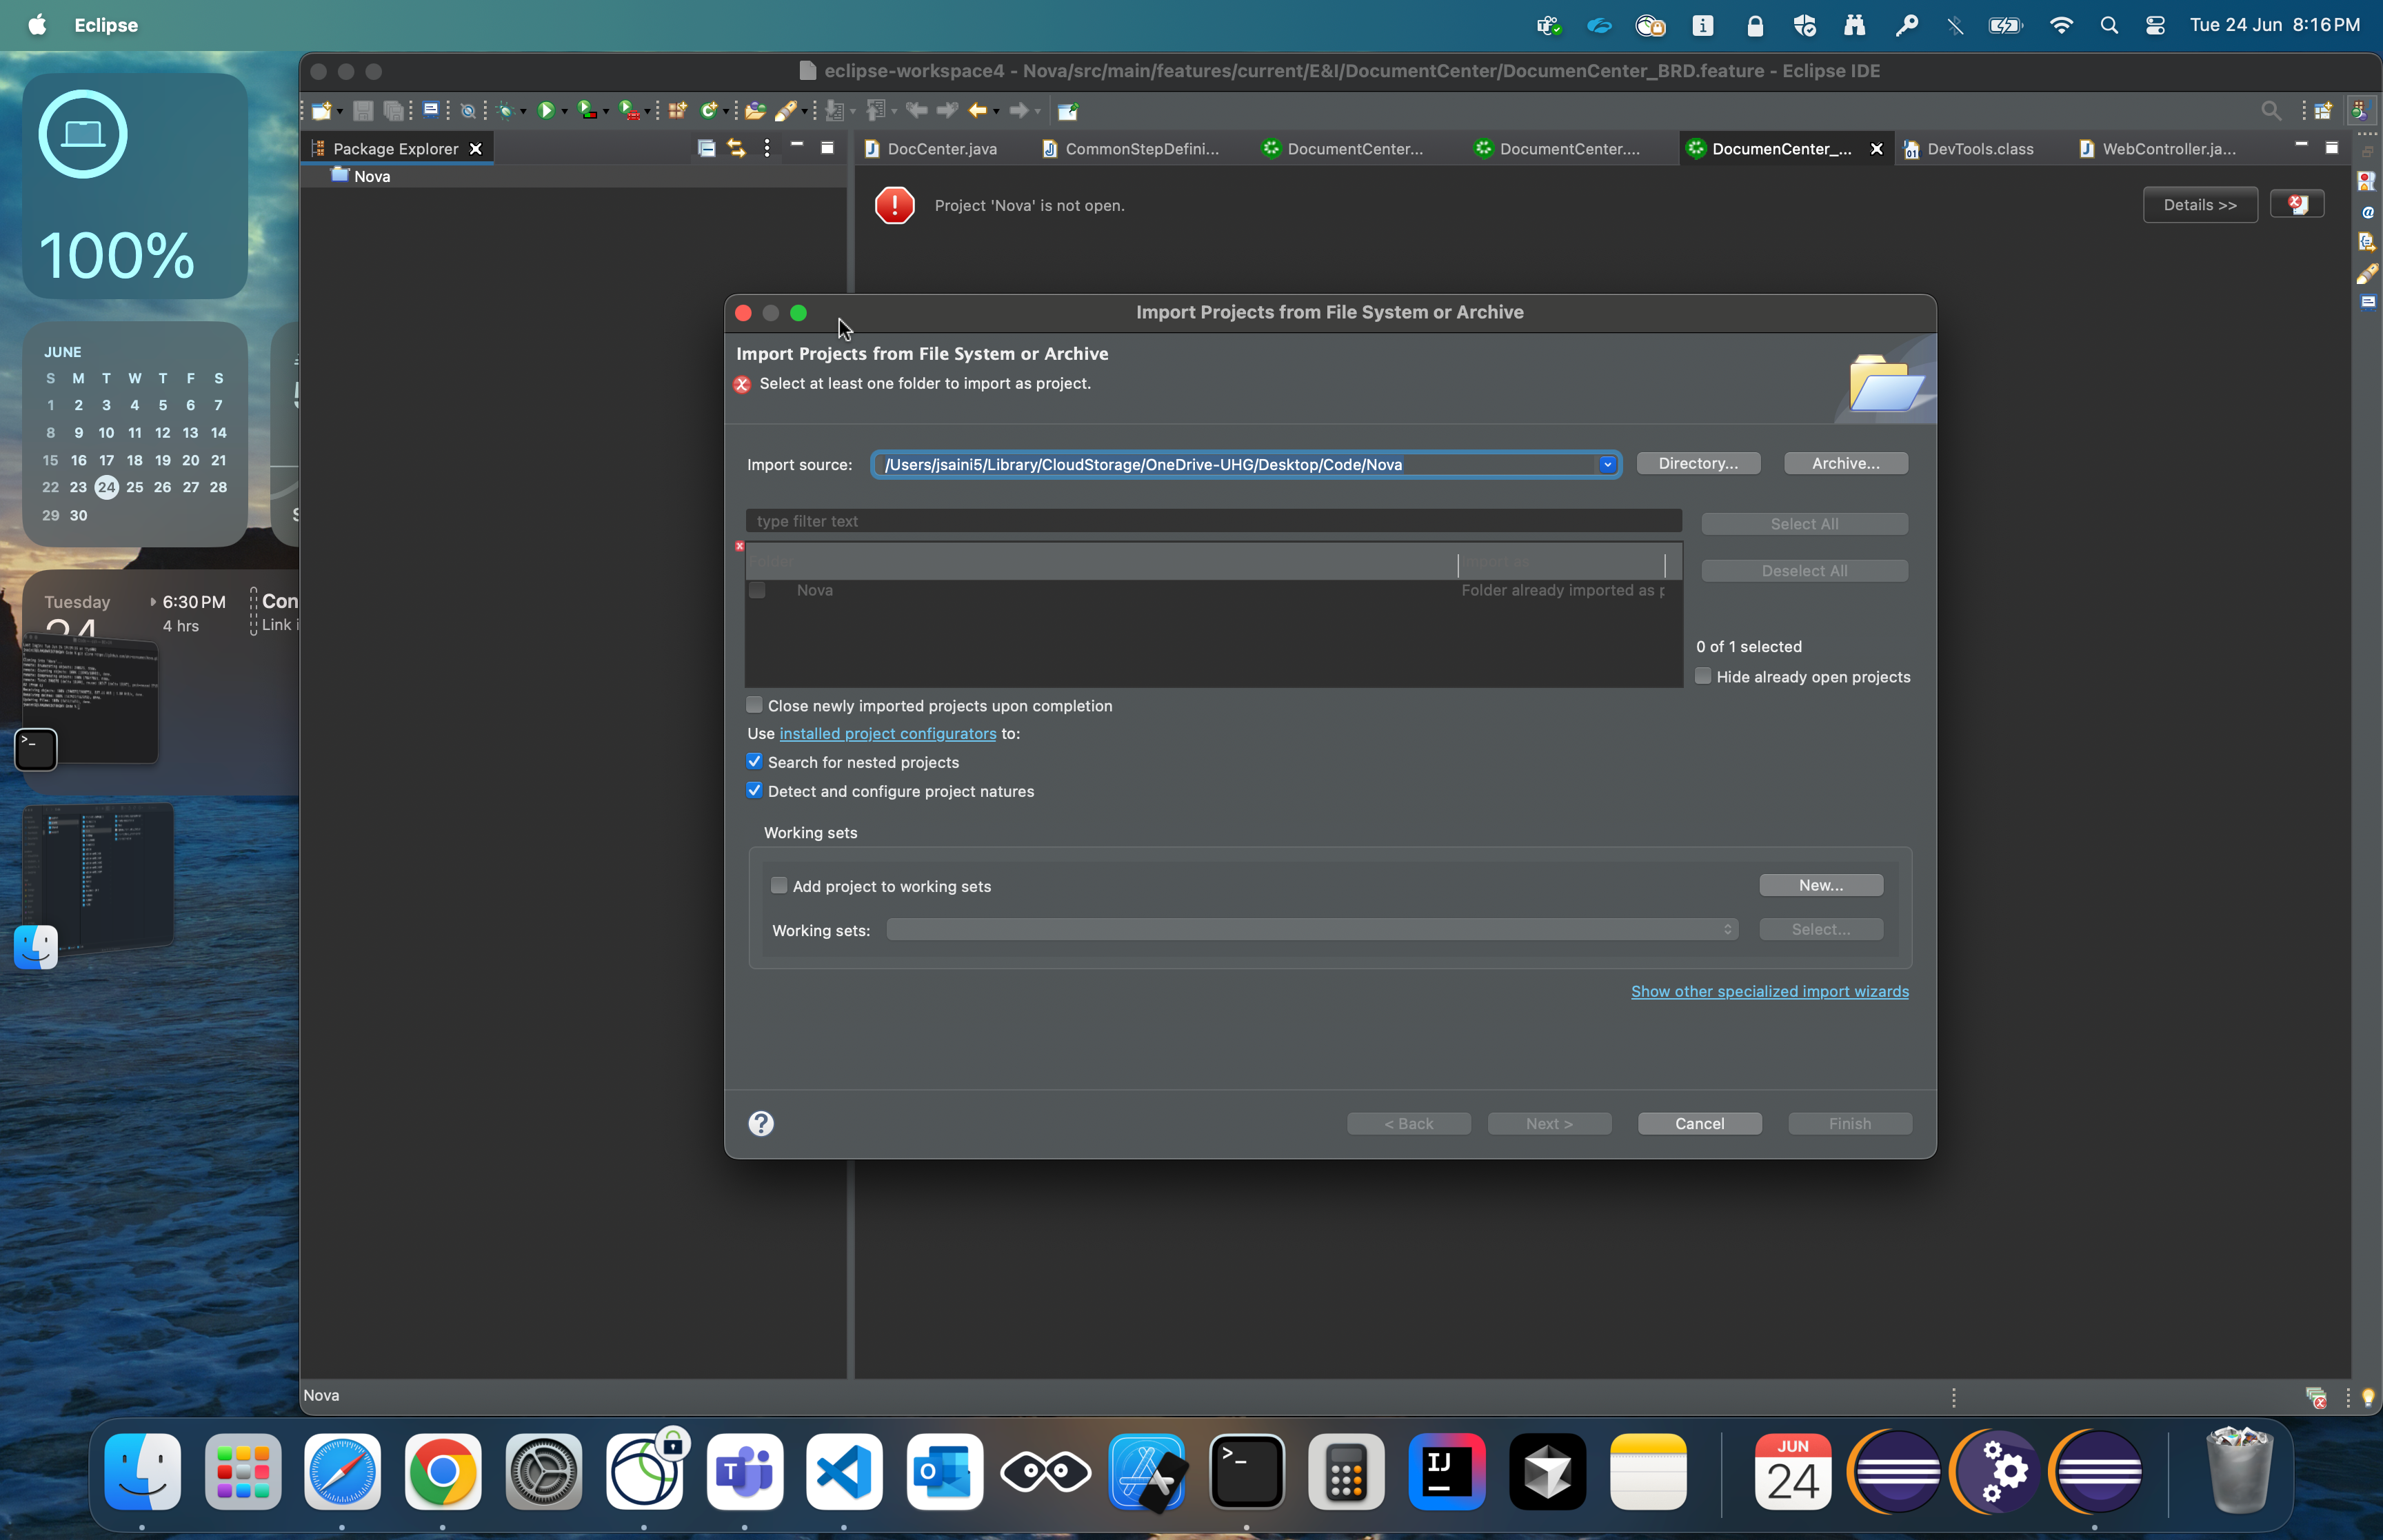 Eclipse
Tue 24 Jun 8:16 PM
eclipse-workspace4 - Nova/src/main/features/current/E&I/DocumentCenter/DocumenCenter_BRD.feature - Eclipse IDE
Package Explorer
DocCenter.java
CommonStepDefini...
DocumentCenter...
DocumentCenter....
DocumenCenter_...
DevTools.class
WebController.ja...
Nova
Project 'Nova' is not open.
Details >>
100%
JUNE
S M T W T F S
1 2 3 4 5 6 7
8 9 10 11 12 13 14
15 16 17 18 19 20 21
22 23 24 25 26 27 28
29 30
Tuesday
24
6:30 PM
4 hrs
Con
Link i
Import Projects from File System or Archive
Import Projects from File System or Archive
Select at least one folder to import as project.
Import source:
/Users/jsaini5/Library/CloudStorage/OneDrive-UHG/Desktop/Code/Nova
Directory...
Archive...
type filter text
Select All
Folder
Import as
Deselect All
Nova
Folder already imported as p
0 of 1 selected
Hide already open projects
Close newly imported projects upon completion
Use installed project configurators to:
Search for nested projects
Detect and configure project natures
Working sets
Add project to working sets
New...
Working sets:
Select...
Show other specialized import wizards
?
< Back
Next >
Cancel
Finish
Nova
T
O
>_
IJ
JUN
24